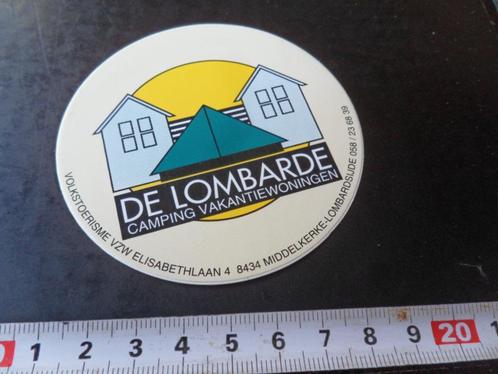 DE LOMBARDE
CAMPING VAKANTIEWONINGEN
VOLKSTOERISME VZW ELISABETHLAAN 4 8434 MIDDELKERKE-LOMBARDSIJDE 058 / 23 68 39
1 2 3 4 5 6 7 8 9 20 1